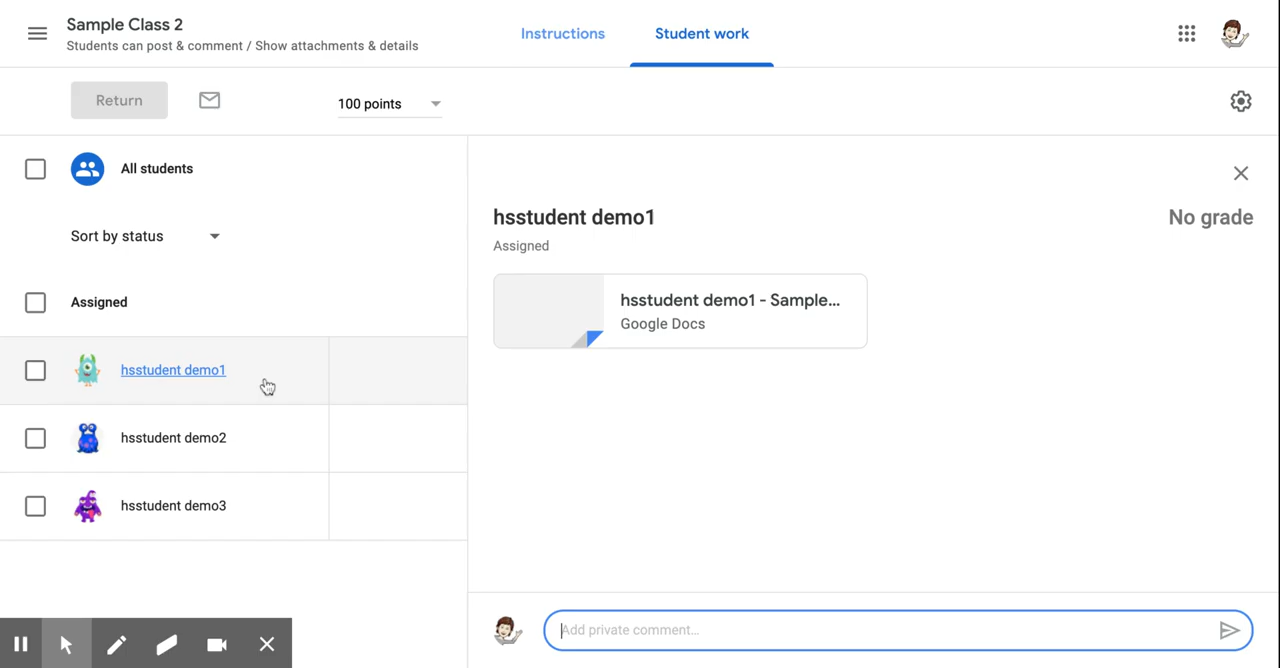 Sample Class 2
Students can post & comment / Show attachments & details
Instructions
Student work
Return
100 points
All students
Sort by status
Assigned
hsstudent demo1
hsstudent demo2
hsstudent demo3
hsstudent demo1
No grade
Assigned
hsstudent demo1 - Sample...
Google Docs
Add private comment...